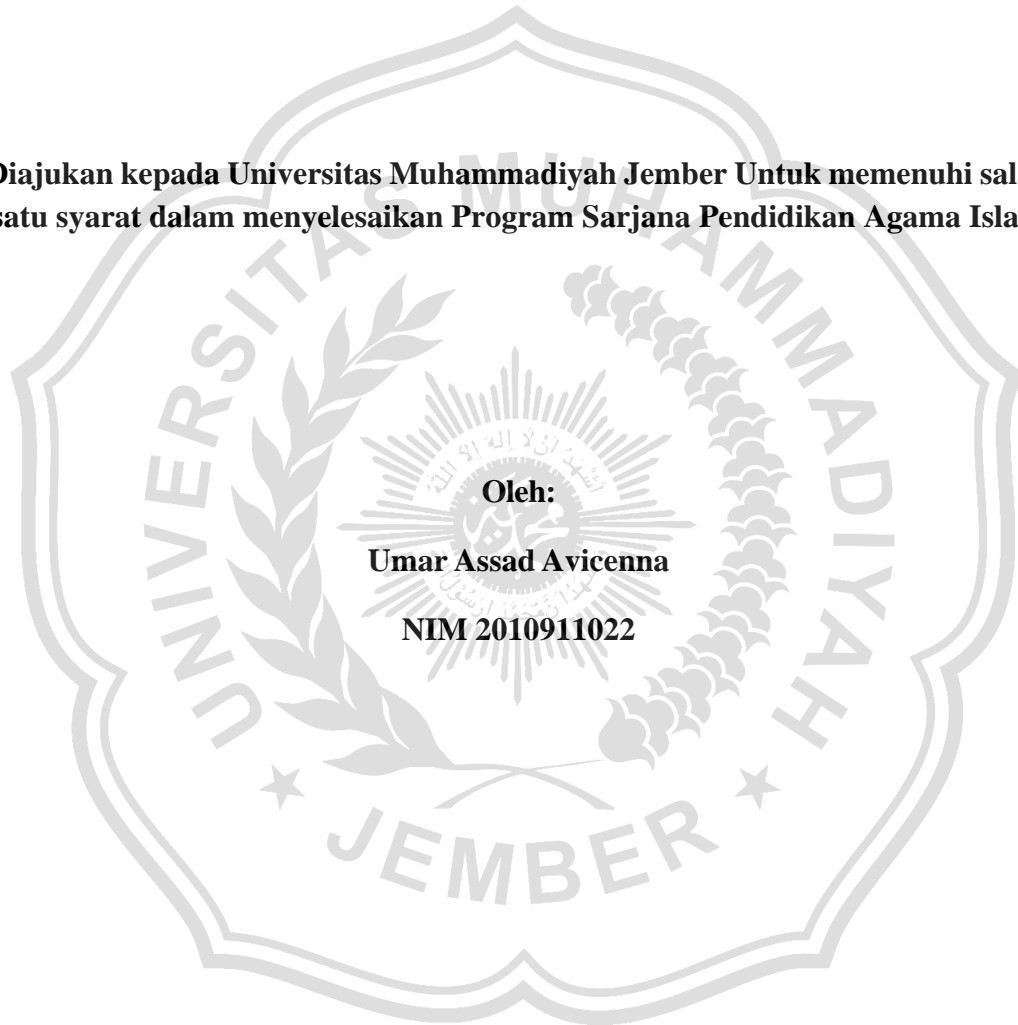 Diajukan kepada Universitas Muhammadiyah Jember Untuk memenuhi sal
satu syarat dalam menyelesaikan Program Sarjana Pendidikan Agama Isla
UNIVERSITAS MUHAMMADIYAH
Oleh:
Umar Assad Avicenna
NIM 2010911022
JEMBER